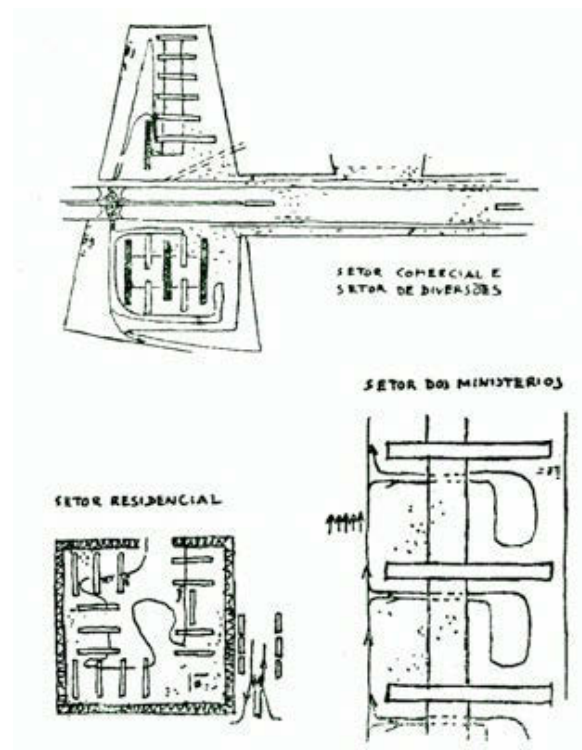 SETOR COMERCIAL E
SETOR DE DIVERSÕES
SETOR DOS MINISTERIOS
SETOR RESIDENCIAL